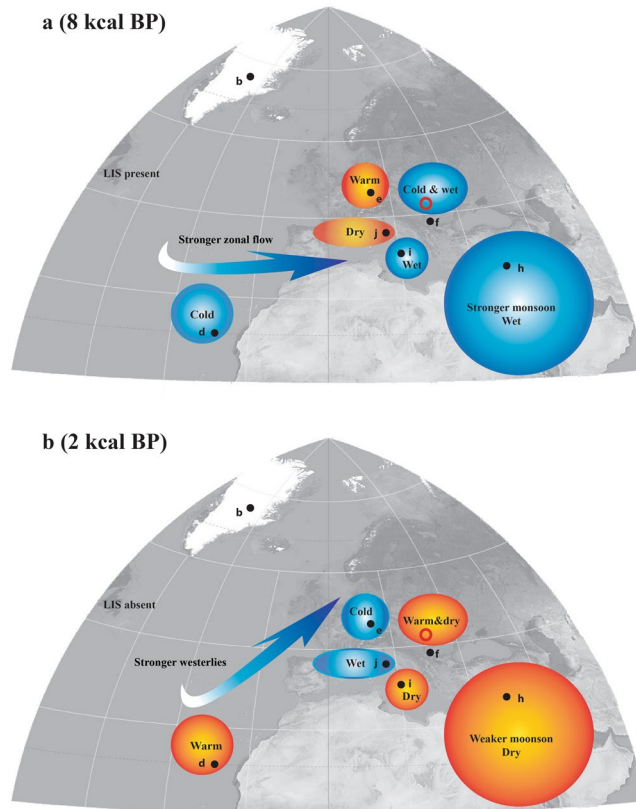 a (8 kcal BP)
b
LIS present
Warm
e
Cold & wet
f
Dry
j
i
Wet
Stronger zonal flow
h
Stronger monsoon
Wet
Cold
d
b (2 kcal BP)
b
LIS absent
Cold
e
Warm&dry
f
Wet
j
i
Dry
Stronger westerlies
h
Weaker moonson
Dry
Warm
d